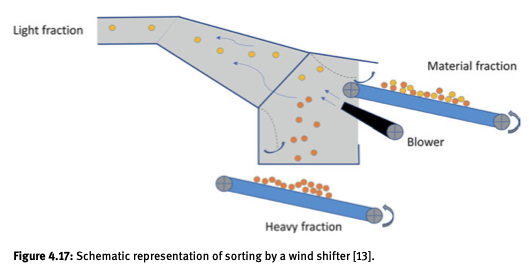 Light fraction
Material fraction
Blower
Heavy fraction
Figure 4.17: Schematic representation of sorting by a wind shifter [13].